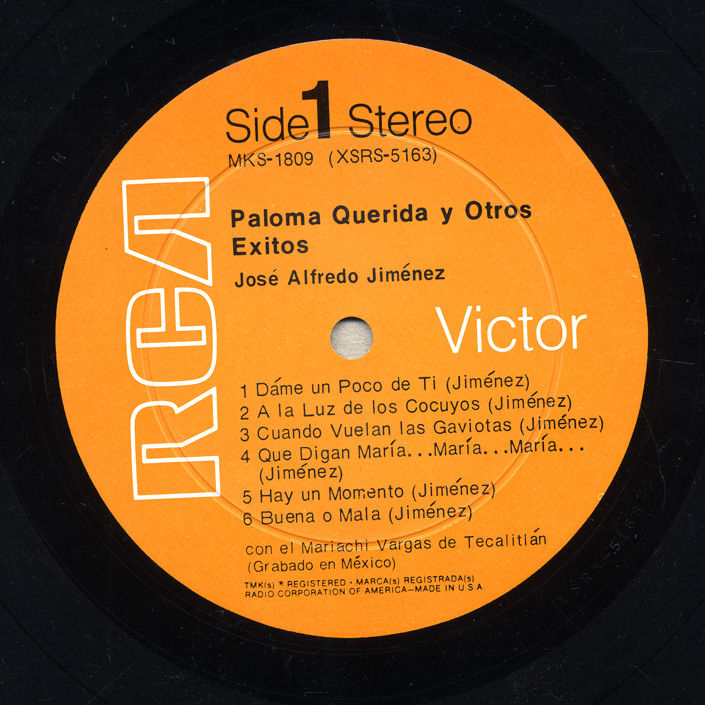 Side 1 Stereo
MKS-1809 (XSRS-5163)
Paloma Querida y Otros
Exitos
José Alfredo Jiménez
RCA
Victor
1 Dáme un Poco de Ti (Jiménez)
2 A la Luz de los Cocuyos (Jiménez)
3 Cuando Vuelan las Gaviotas (Jiménez)
4 Que Digan María...María...María...
(Jiménez)
5 Hay un Momento (Jiménez)
6 Buena o Mala (Jiménez)
con el Mariachi Vargas de Tecalitlán
(Grabado en México)
TMK(s) * REGISTERED • MARCA(s) REGISTRADA(s)
RADIO CORPORATION OF AMERICA—MADE IN U.S.A.